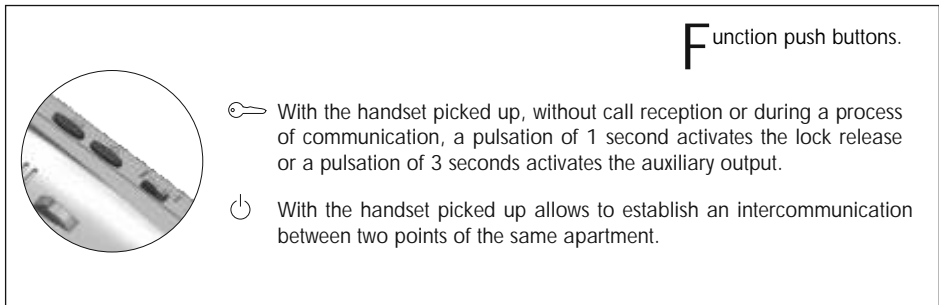 Function push buttons.
With the handset picked up, without call reception or during a process
of communication, a pulsation of 1 second activates the lock release
or a pulsation of 3 seconds activates the auxiliary output.
With the handset picked up allows to establish an intercommunication
between two points of the same apartment.